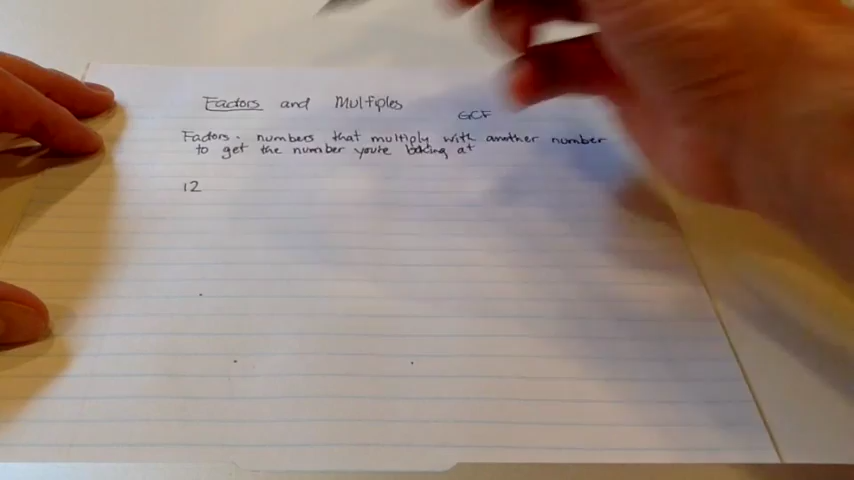 Factors and Multiples
GCF
Factors · numbers that multiply with another number
to get the number you're looking at
12